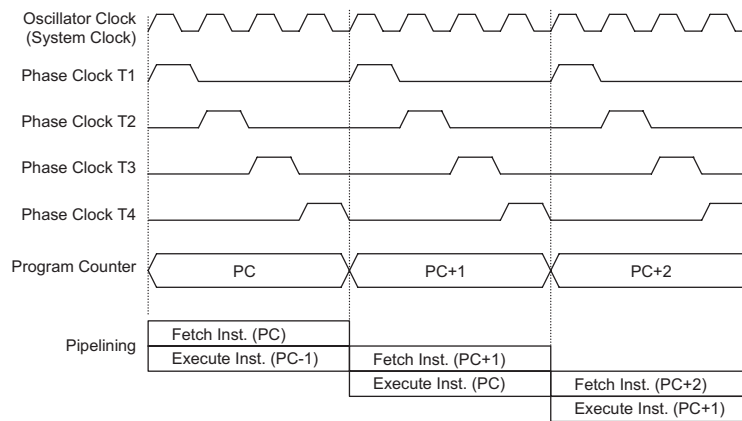 Oscillator Clock
(System Clock)
Phase Clock T1
Phase Clock T2
Phase Clock T3
Phase Clock T4
Program Counter
PC
PC+1
PC+2
Pipelining
Fetch Inst. (PC)
Execute Inst. (PC-1)
Fetch Inst. (PC+1)
Execute Inst. (PC)
Fetch Inst. (PC+2)
Execute Inst. (PC+1)